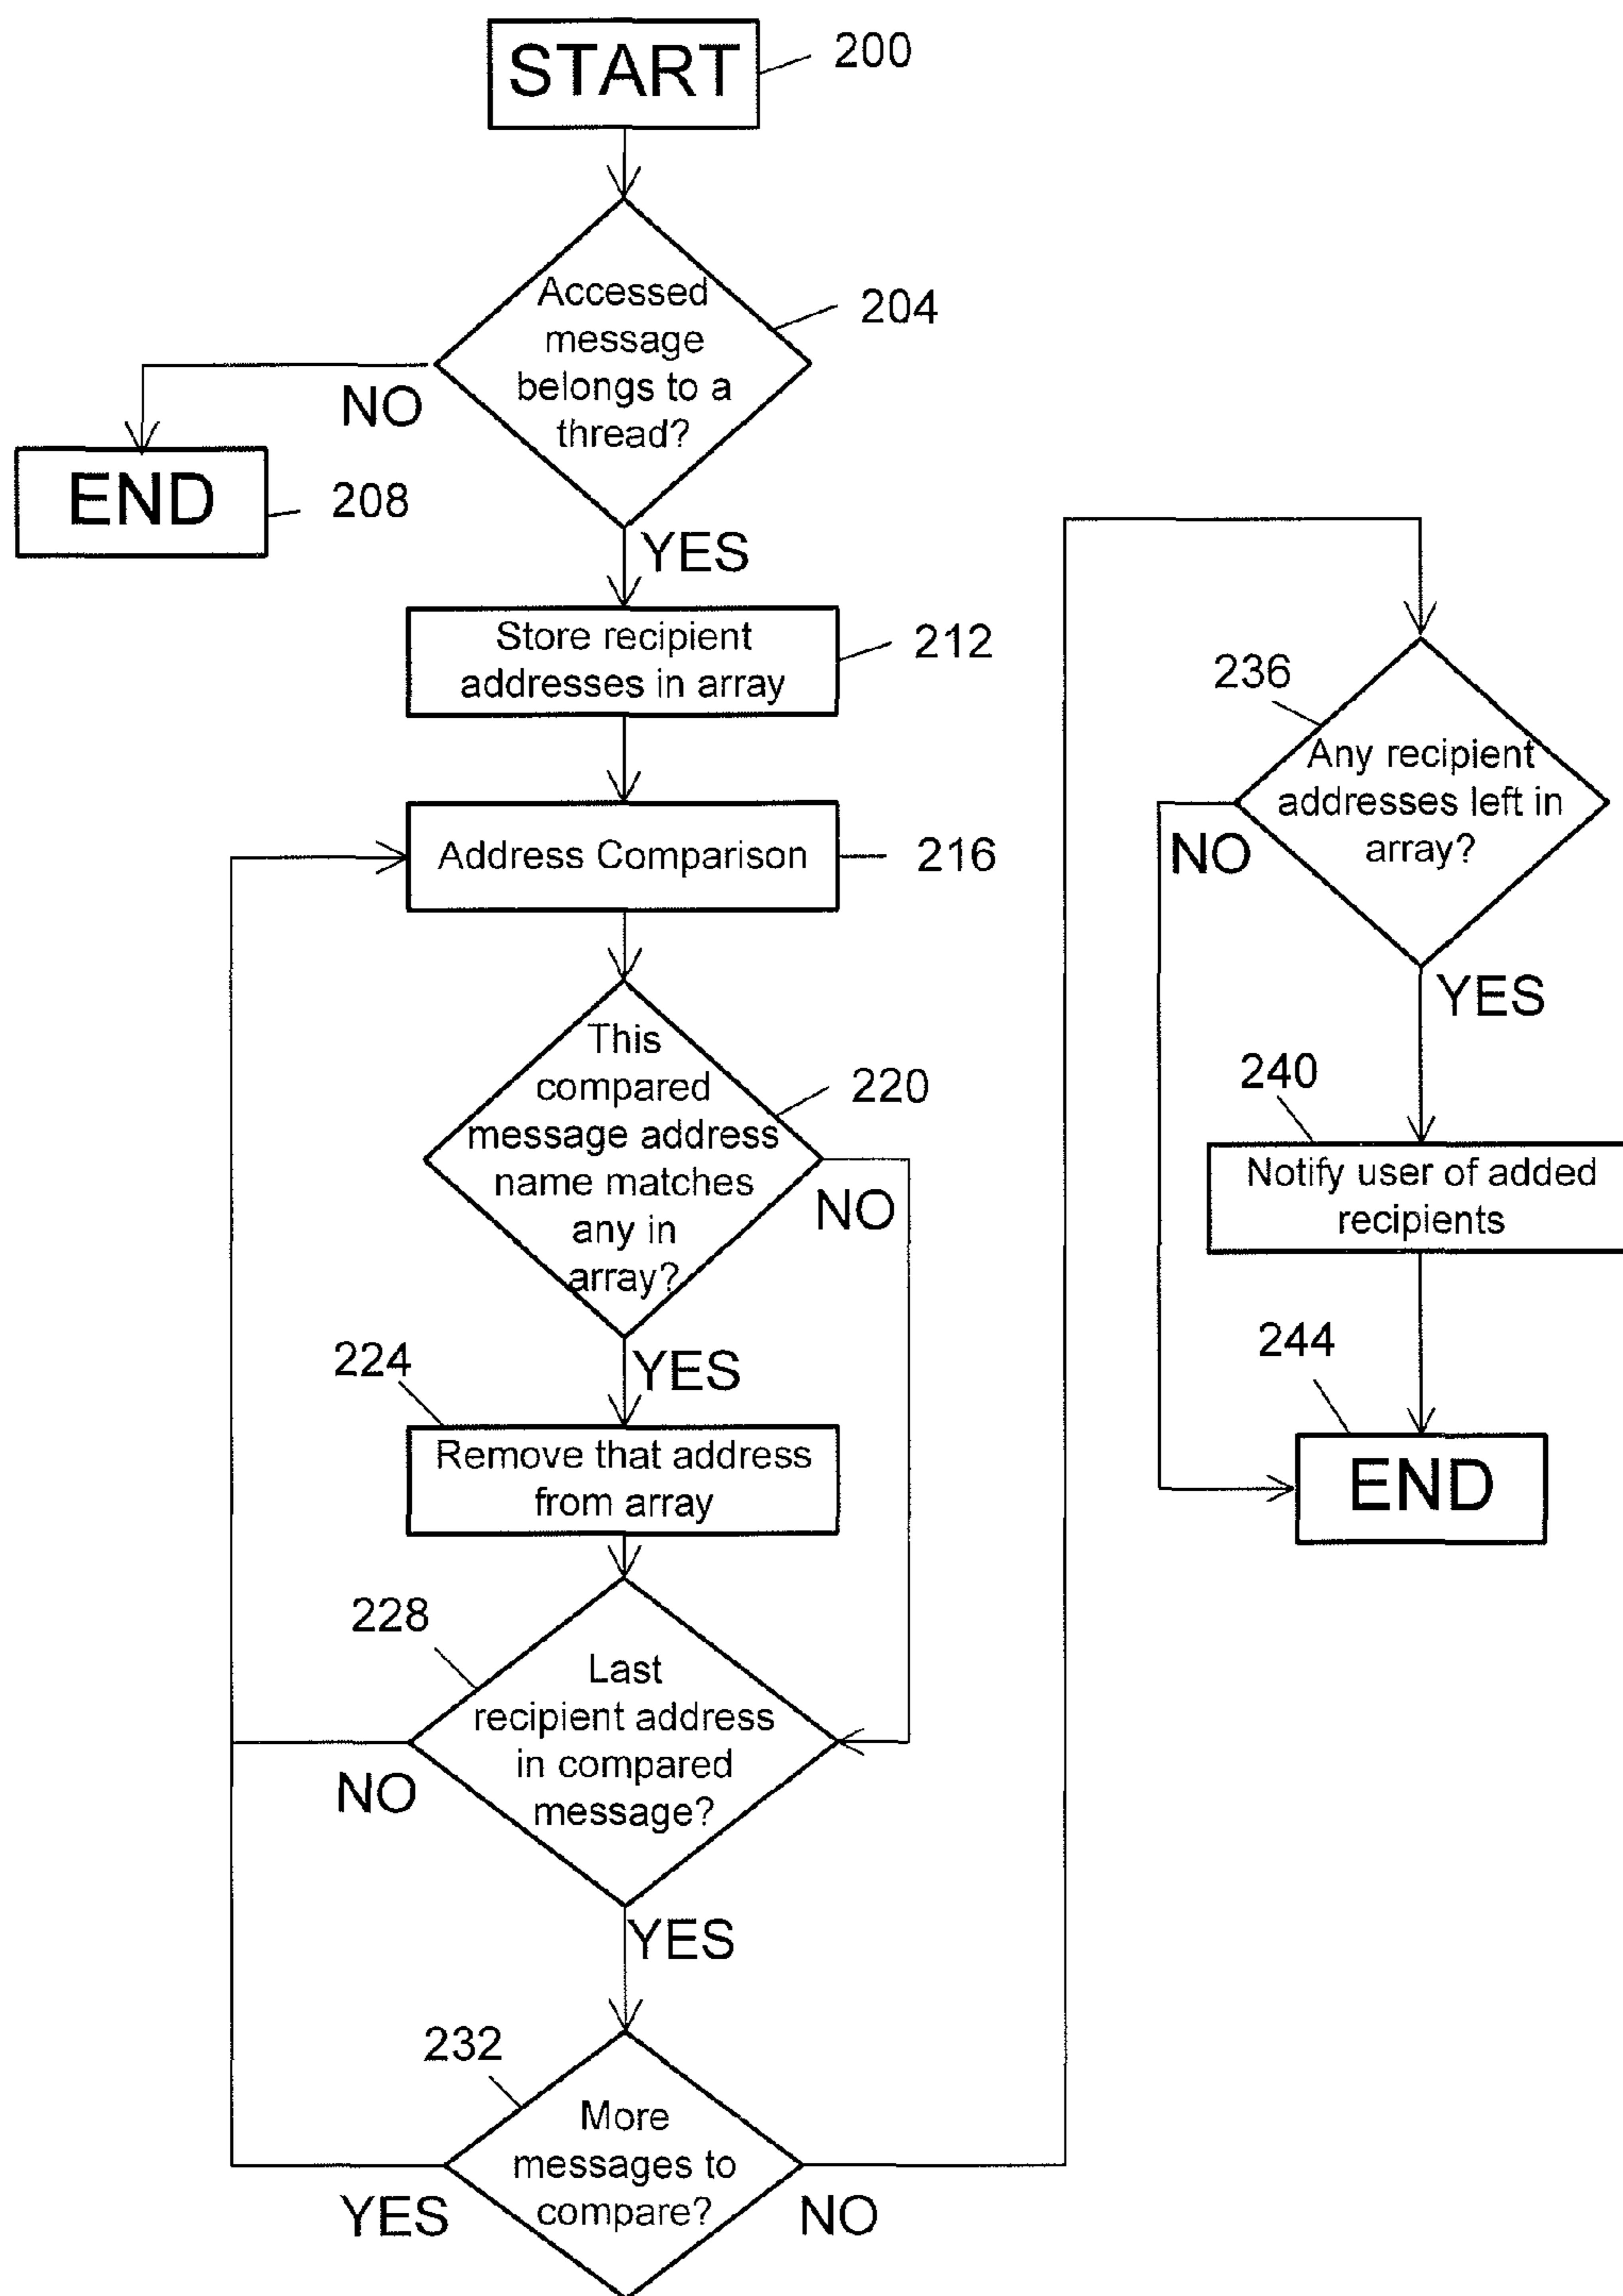 START
200
Accessed
message
belongs to a
thread?
204
NO
END
208
YES
Store recipient
addresses in array
212
Address Comparison
216
This
compared
message address
name matches
any in
array?
220
NO
YES
224
Remove that address
from array
228
Last
recipient address
in compared
message?
NO
YES
232
More
messages to
compare?
YES
NO
236
Any recipient
addresses left in
array?
NO
YES
240
Notify user of added
recipients
244
END